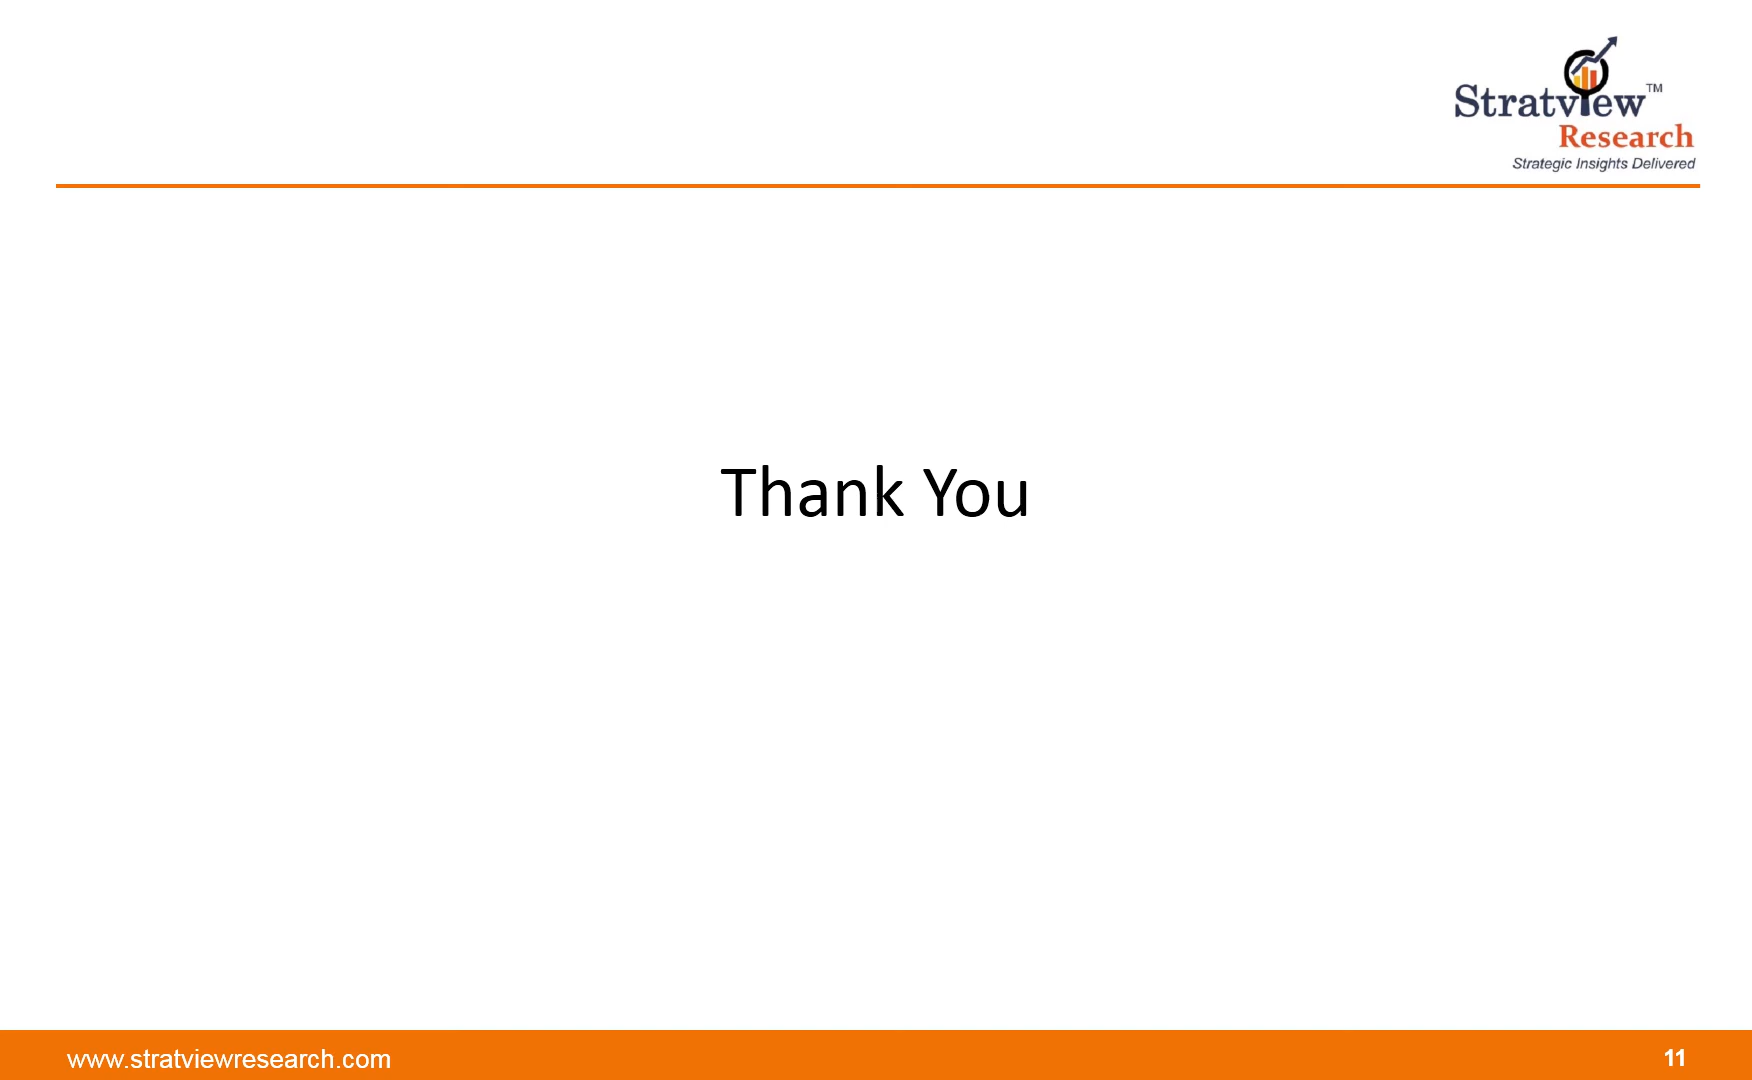 Stratview™
Research
Strategic Insights Delivered
Thank You
www.stratviewresearch.com
11